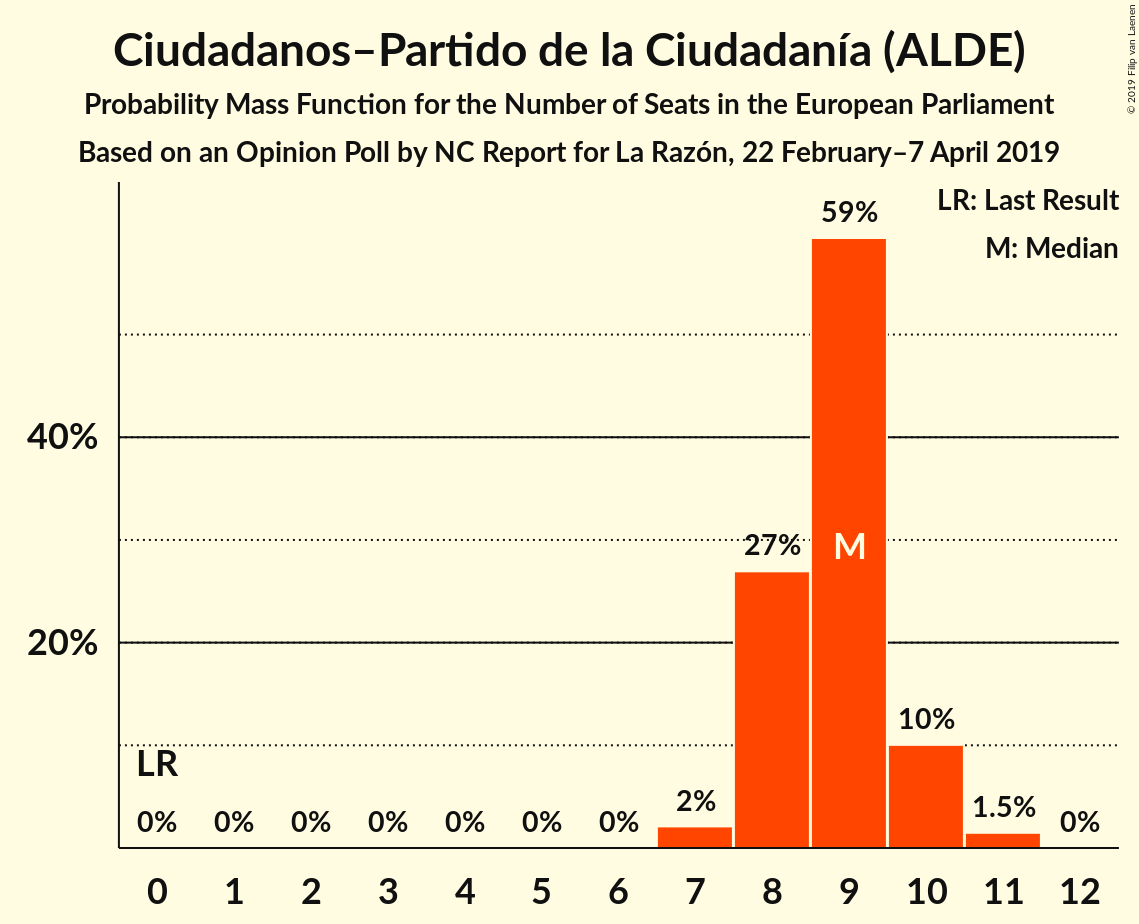 Ciudadanos–Partido de la Ciudadanía (ALDE)
Probability Mass Function for the Number of Seats in the European Parliament
Based on an Opinion Poll by NC Report for La Razón, 22 February–7 April 2019
© 2019 Filip van Laenen
LR: Last Result
M: Median
59%
40%
27%
M
20%
10%
LR
2%
1.5%
0% 0% 0% 0% 0% 0% 0% 0%
0 1 2 3 4 5 6 7 8 9 10 11 12